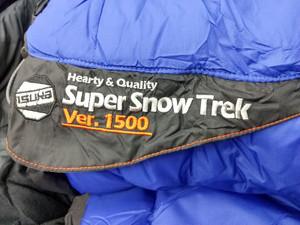 ISUKA
Hearty & Quality
Super Snow Trek
Ver. 1500